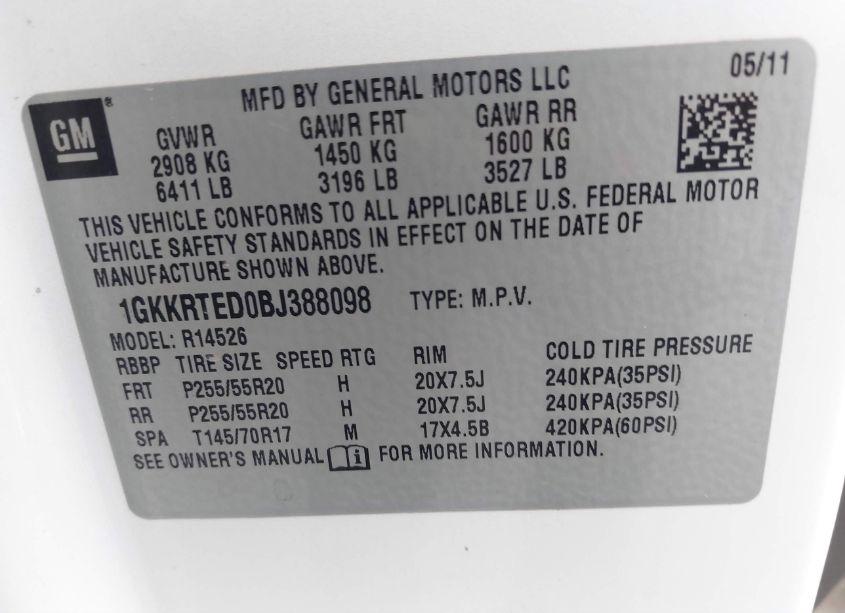 05/11
MFD BY GENERAL MOTORS LLC
GM®
GVWR GAWR FRT GAWR RR
2908 KG 1450 KG 1600 KG
6411 LB 3196 LB 3527 LB
THIS VEHICLE CONFORMS TO ALL APPLICABLE U.S. FEDERAL MOTOR
VEHICLE SAFETY STANDARDS IN EFFECT ON THE DATE OF
MANUFACTURE SHOWN ABOVE.
1GKKRTED0BJ388098 TYPE: M.P.V.
MODEL: R14526
RBBP TIRE SIZE SPEED RTG RIM COLD TIRE PRESSURE
FRT P255/55R20 H 20X7.5J 240KPA(35PSI)
RR P255/55R20 H 20X7.5J 240KPA(35PSI)
SPA T145/70R17 M 17X4.5B 420KPA(60PSI)
SEE OWNER'S MANUAL i FOR MORE INFORMATION.